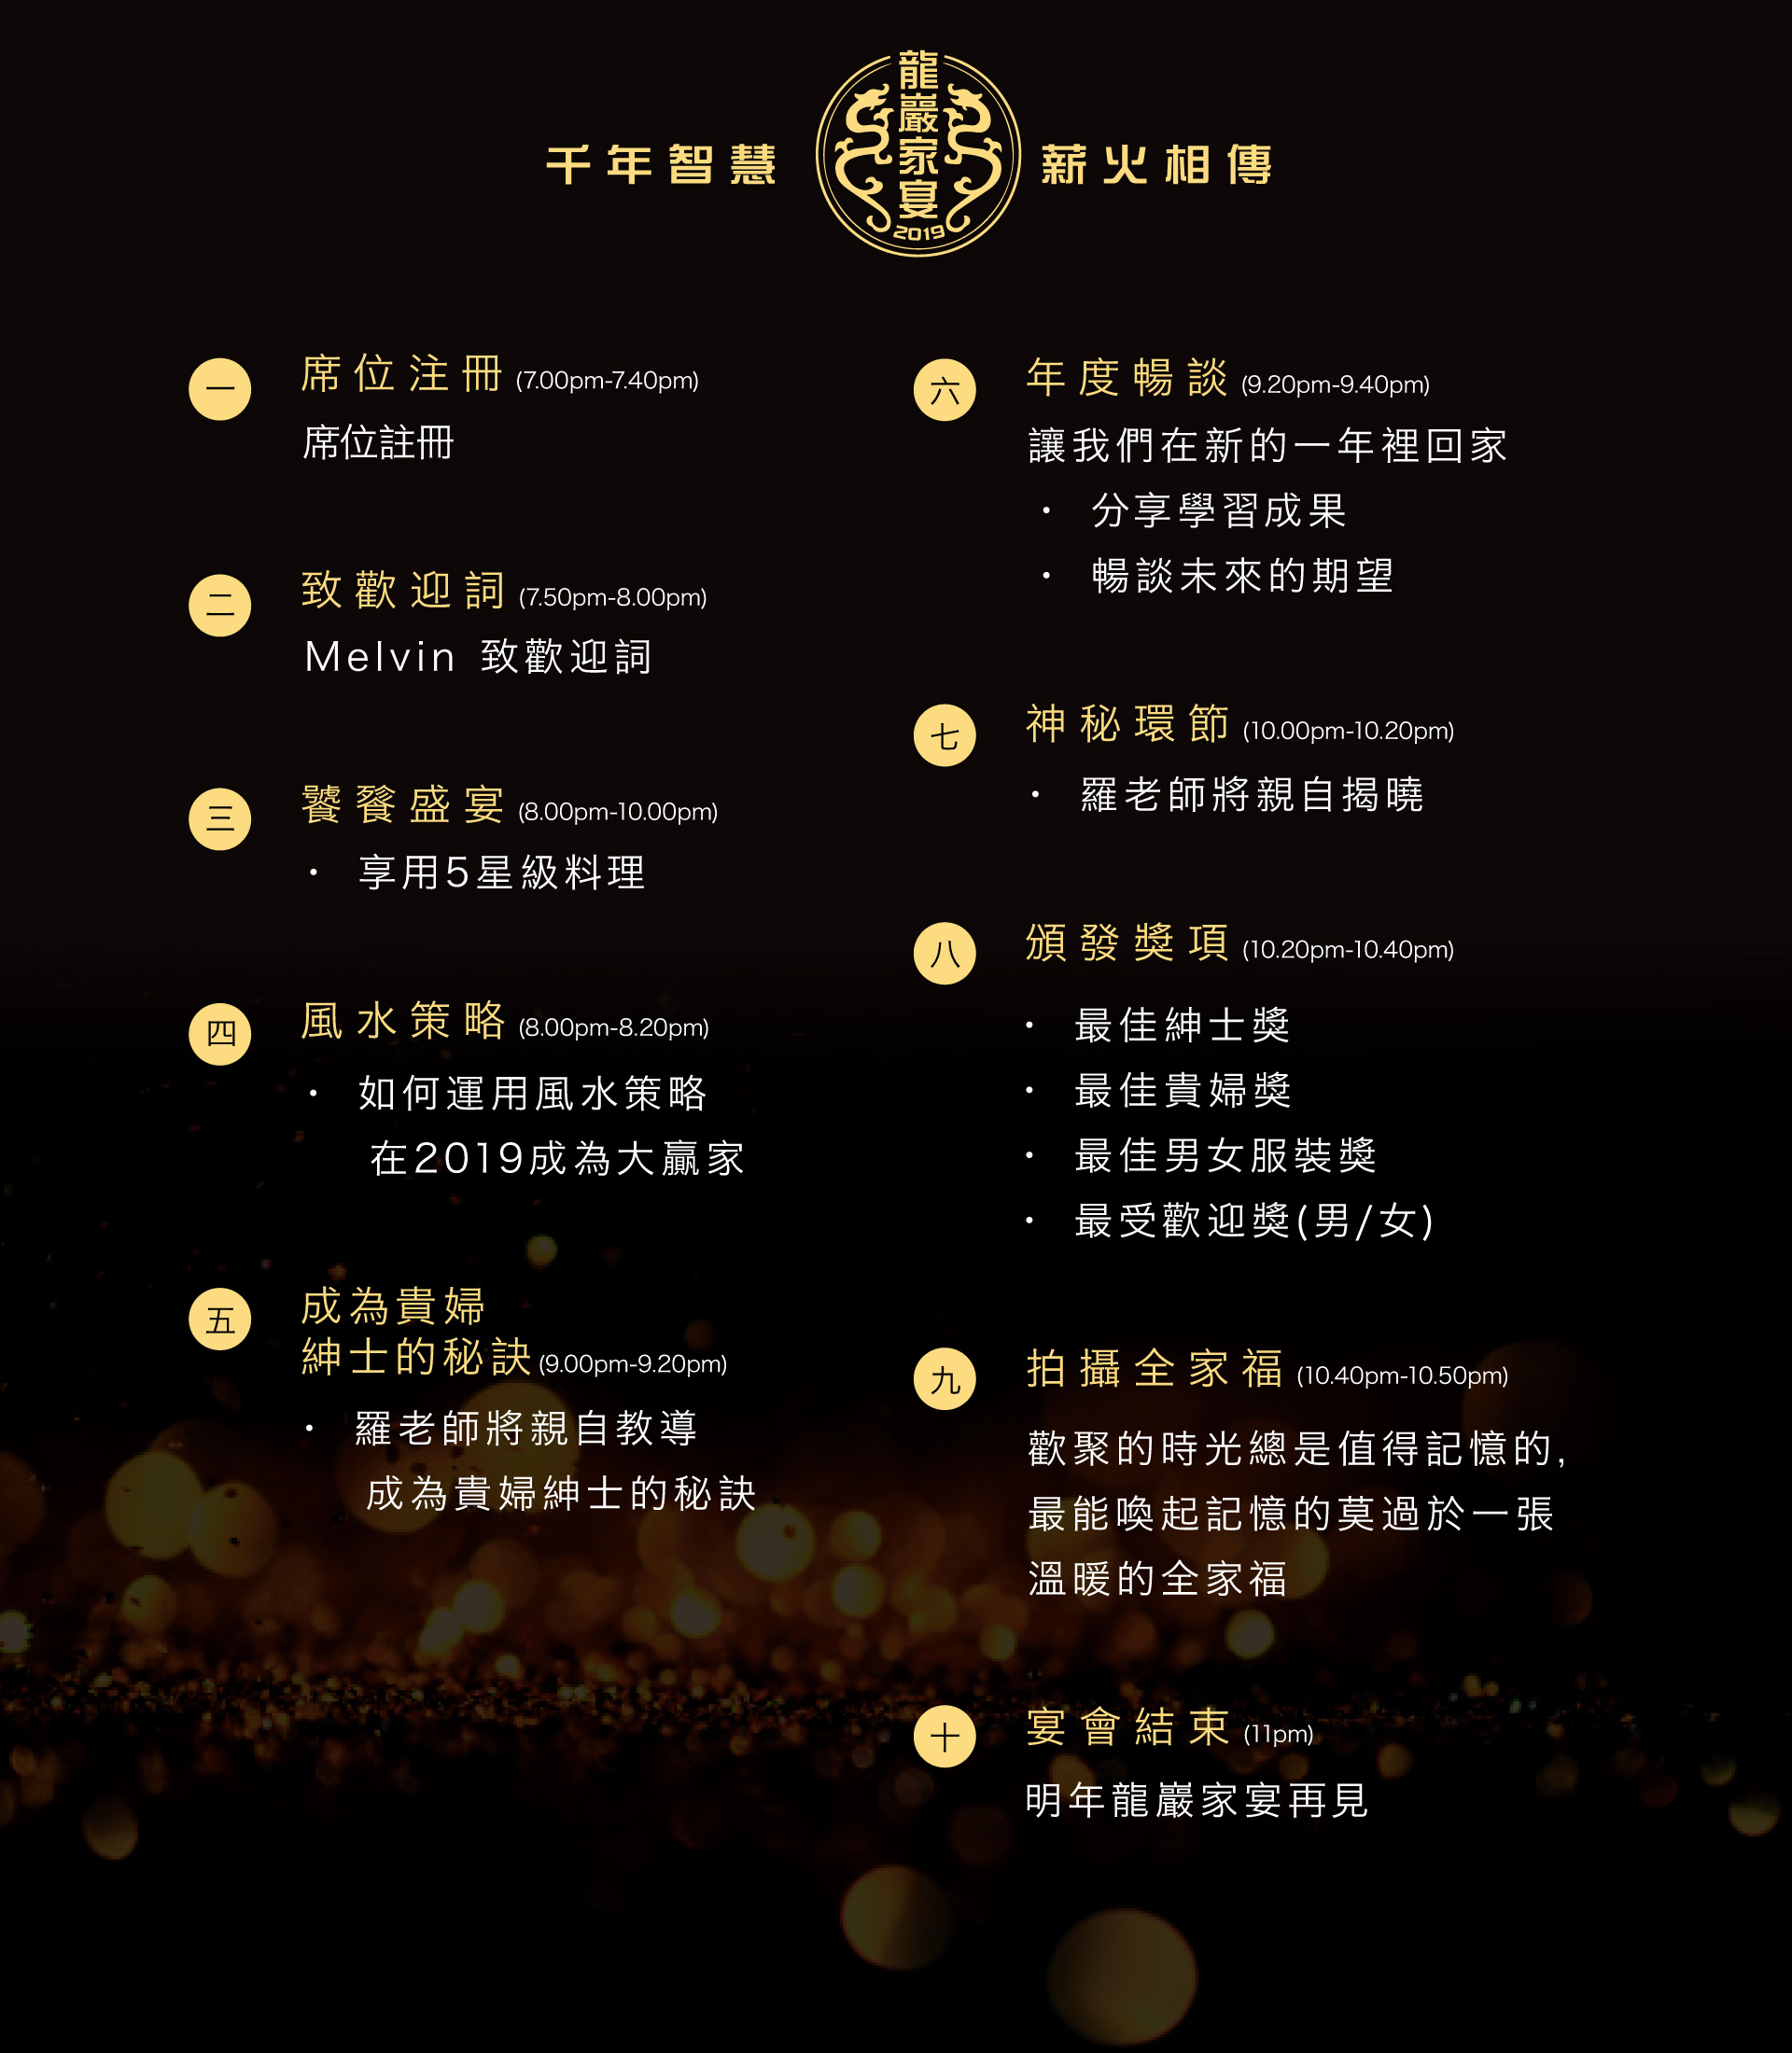 千年智慧
龍巖家宴
2019
薪火相傳
一
席位注冊 (7.00pm-7.40pm)
席位註冊
二
致歡迎詞 (7.50pm-8.00pm)
Melvin 致歡迎詞
三
饕餮盛宴 (8.00pm-10.00pm)
· 享用5星級料理
四
風水策略 (8.00pm-8.20pm)
· 如何運用風水策略
在2019成為大贏家
五
成為貴婦
紳士的秘訣 (9.00pm-9.20pm)
· 羅老師將親自教導
成為貴婦紳士的秘訣
六
年度暢談 (9.20pm-9.40pm)
讓我們在新的一年裡回家
· 分享學習成果
· 暢談未來的期望
七
神秘環節 (10.00pm-10.20pm)
· 羅老師將親自揭曉
八
頒發獎項 (10.20pm-10.40pm)
· 最佳紳士獎
· 最佳貴婦獎
· 最佳男女服裝獎
· 最受歡迎獎(男/女)
九
拍攝全家福 (10.40pm-10.50pm)
歡聚的時光總是值得記憶的,
最能喚起記憶的莫過於一張
溫暖的全家福
十
宴會結束 (11pm)
明年龍巖家宴再見